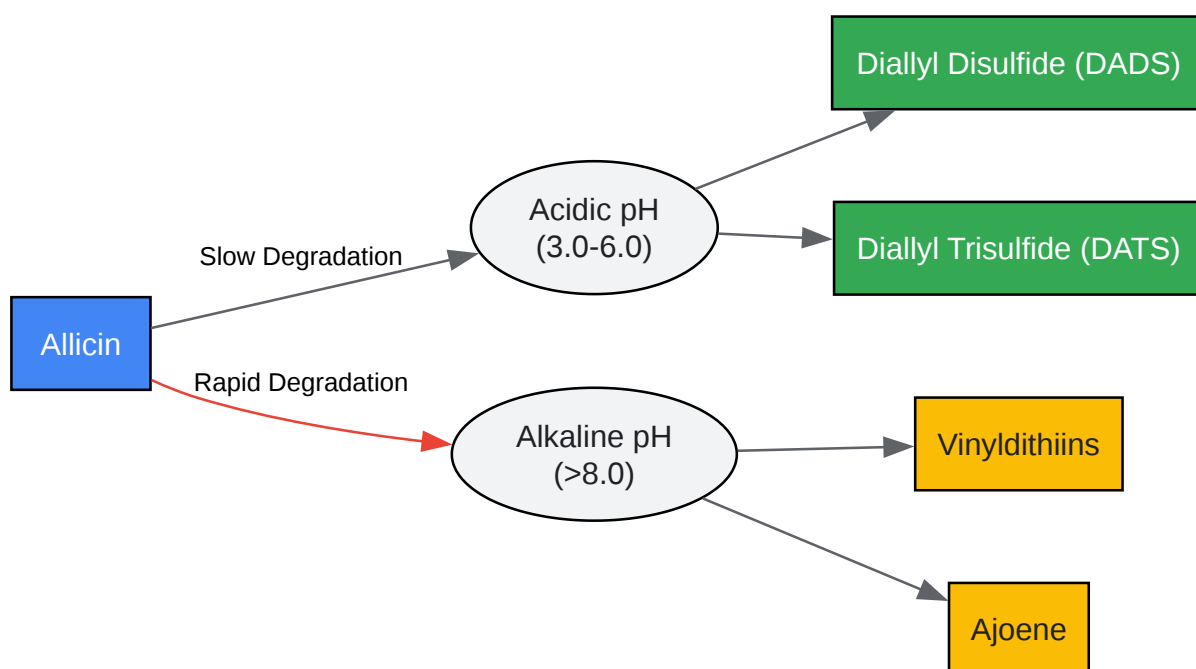 Diallyl Disulfide (DADS)
Acidic pH
(3.0-6.0)
Diallyl Trisulfide (DATS)
Slow Degradation
Allicin
Rapid Degradation
Alkaline pH
(>8.0)
Vinyldithiins
Ajoene